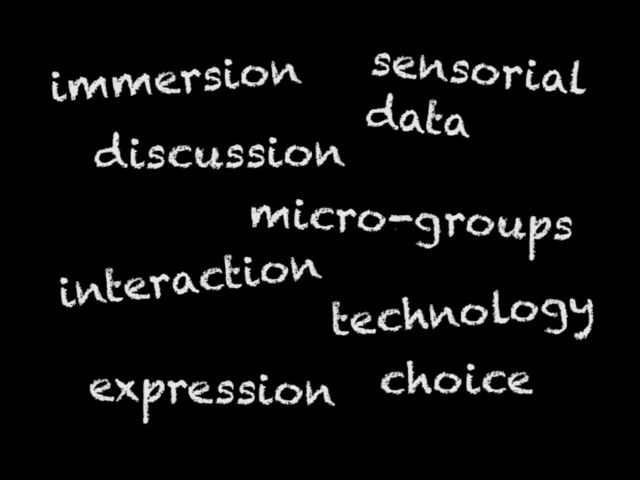 immersion
sensorial
data
discussion
micro-groups
interaction
technology
expression
choice